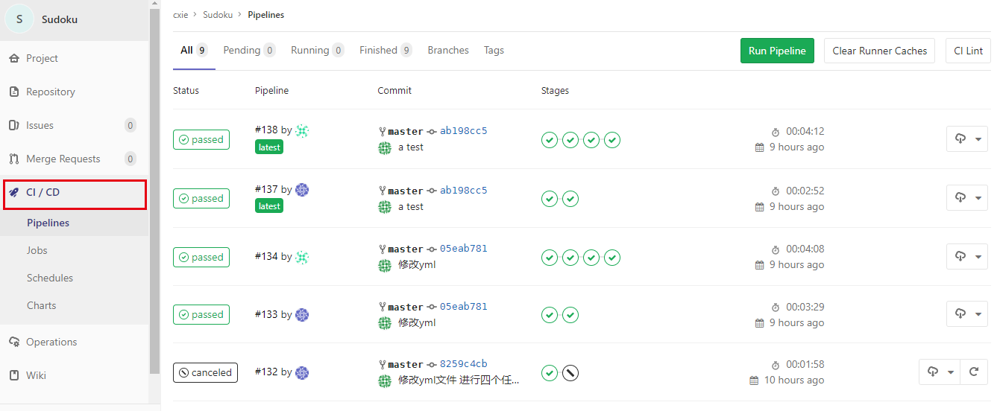 S Sudoku
Project
Repository
Issues 0
Merge Requests 0
CI / CD
Pipelines
Jobs
Schedules
Charts
Operations
Wiki
cxie > Sudoku > Pipelines
All 9 Pending 0 Running 0 Finished 9 Branches Tags Run Pipeline Clear Runner Caches CI Lint
Status Pipeline Commit Stages
passed #138 by latest master ab198cc5 00:04:12
a test 9 hours ago
passed #137 by latest master ab198cc5 00:02:52
a test 9 hours ago
passed #134 by master 05eab781 00:04:08
修改yml 9 hours ago
passed #133 by master 05eab781 00:03:29
修改yml 9 hours ago
canceled #132 by master 8259c4cb 00:01:58
修改yml文件 进行四个任... 10 hours ago